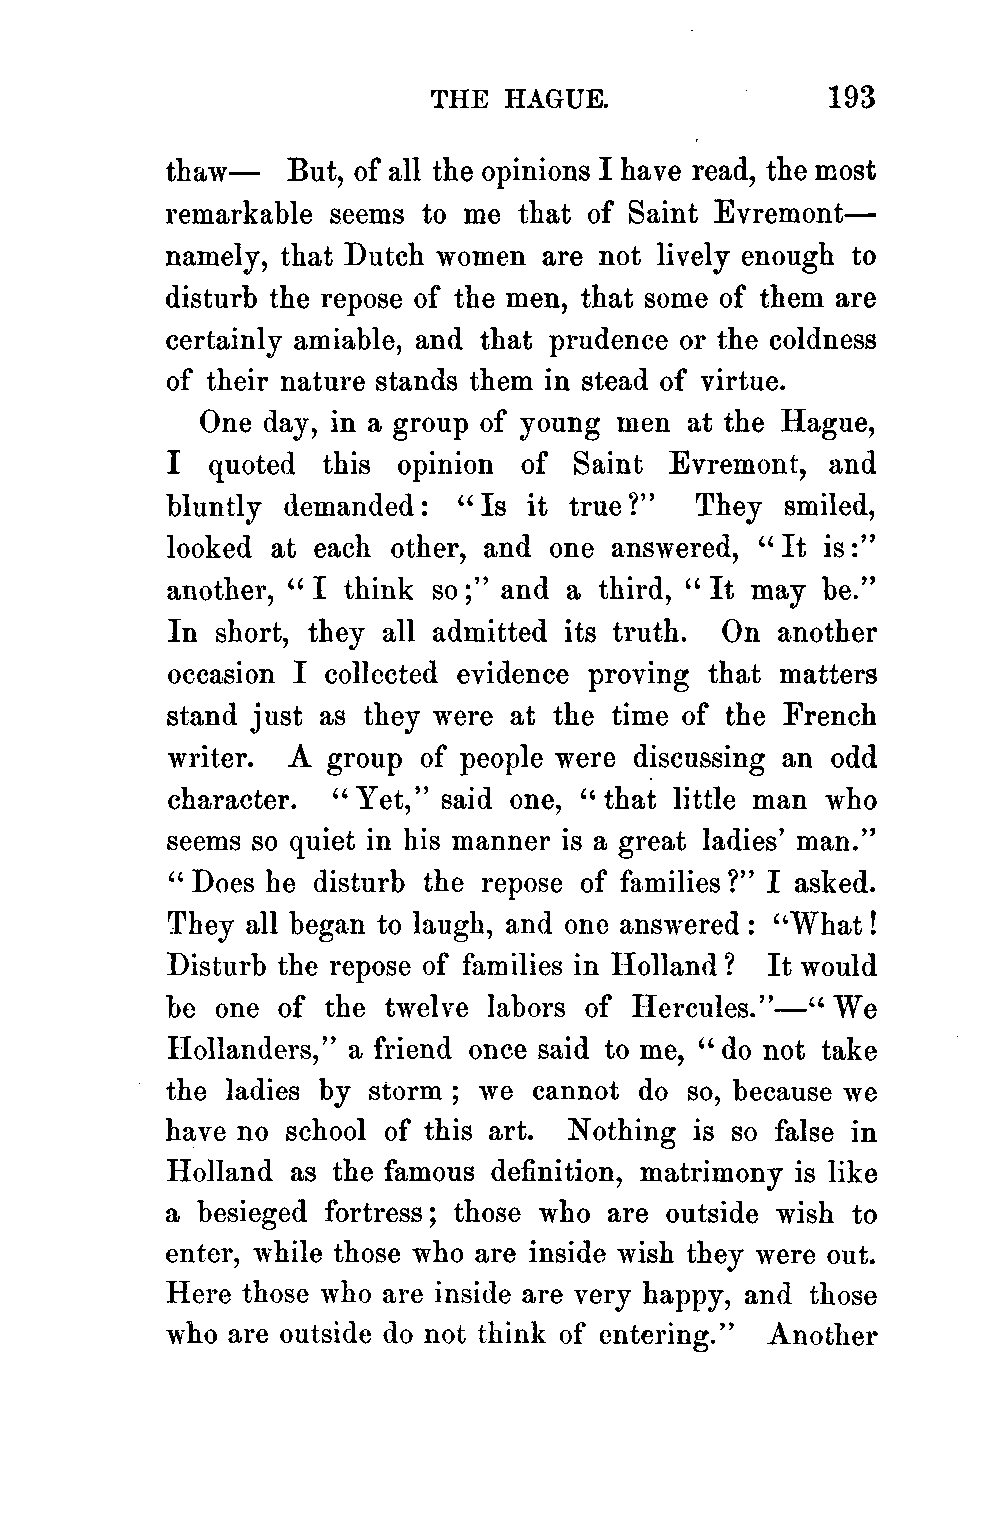 THE HAGUE. 193
thaw— But, of all the opinions I have read, the most
remarkable seems to me that of Saint Evremont—
namely, that Dutch women are not lively enough to
disturb the repose of the men, that some of them are
certainly amiable, and that prudence or the coldness
of their nature stands them in stead of virtue.
One day, in a group of young men at the Hague,
I quoted this opinion of Saint Evremont, and
bluntly demanded: “Is it true?” They smiled,
looked at each other, and one answered, “It is:”
another, “I think so;” and a third, “It may be.”
In short, they all admitted its truth. On another
occasion I collected evidence proving that matters
stand just as they were at the time of the French
writer. A group of people were discussing an odd
character. “Yet,” said one, “that little man who
seems so quiet in his manner is a great ladies’ man.”
“Does he disturb the repose of families?” I asked.
They all began to laugh, and one answered: “What!
Disturb the repose of families in Holland? It would
be one of the twelve labors of Hercules.”—“We
Hollanders,” a friend once said to me, “do not take
the ladies by storm; we cannot do so, because we
have no school of this art. Nothing is so false in
Holland as the famous definition, matrimony is like
a besieged fortress; those who are outside wish to
enter, while those who are inside wish they were out.
Here those who are inside are very happy, and those
who are outside do not think of entering.” Another